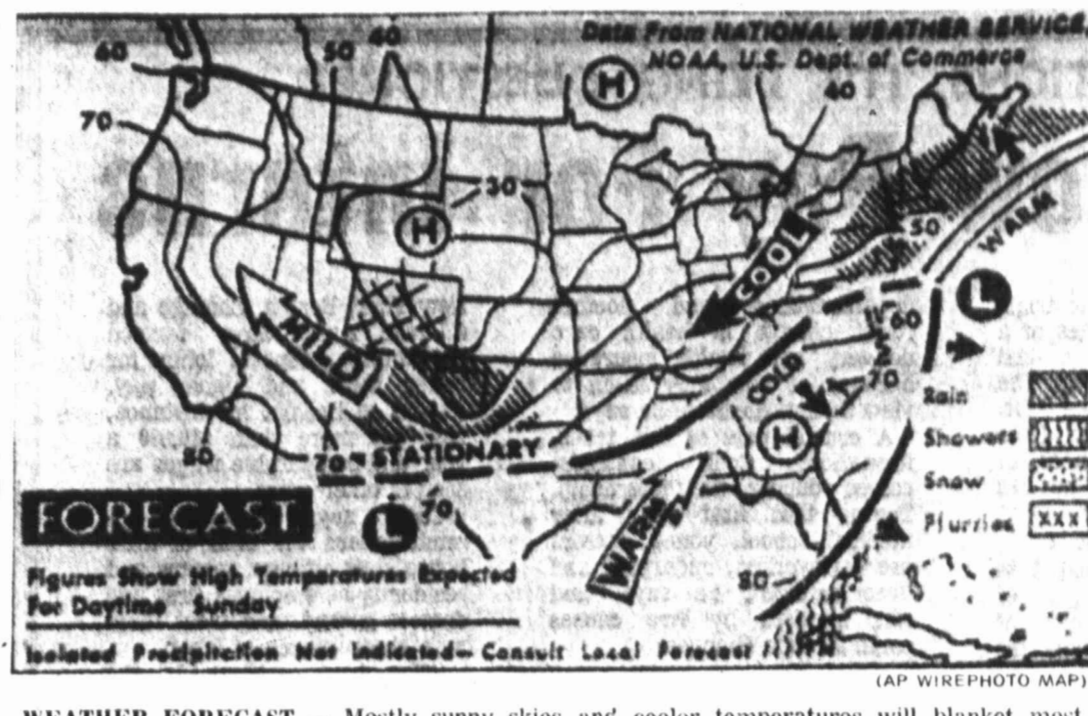 Data From NATIONAL WEATHER SERVICE
NOAA, U.S. Dept. of Commerce
60
50
40
70
H
40
30
H
COOL
50
WARM
L
MILD
60
COLD
70
H
Rain
Showers
Snow
Flurries
80
70
STATIONARY
FORECAST
L
70
WARM
80
Figures Show High Temperatures Expected
For Daytime Sunday
Isolated Precipitation Not Indicated – Consult Local Forecast
(AP WIREPHOTO MAP)
WEATHER FORECAST — Mostly sunny skies and cooler temperatures will blanket most